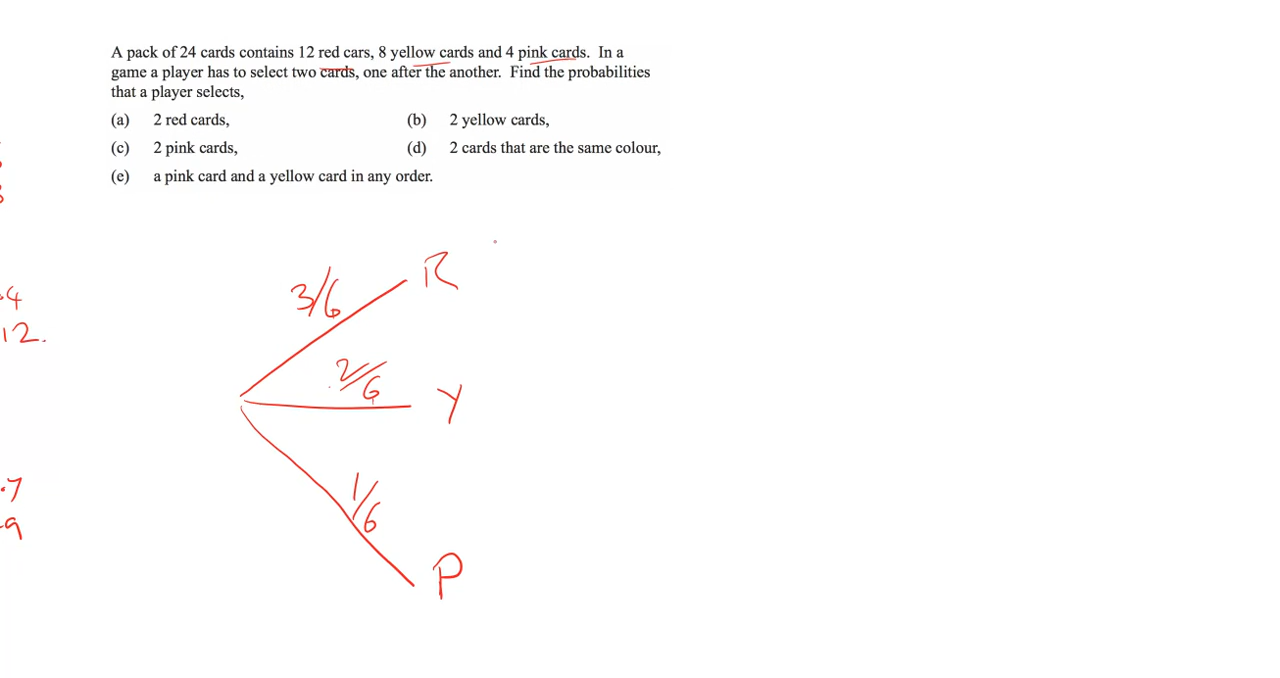 A pack of 24 cards contains 12 red cars, 8 yellow cards and 4 pink cards. In a
game a player has to select two cards, one after the another. Find the probabilities
that a player selects,
(a) 2 red cards, (b) 2 yellow cards,
(c) 2 pink cards, (d) 2 cards that are the same colour,
(e) a pink card and a yellow card in any order.
R
3/6
.4
12.
2/6
Y
.7
1/6
9
P